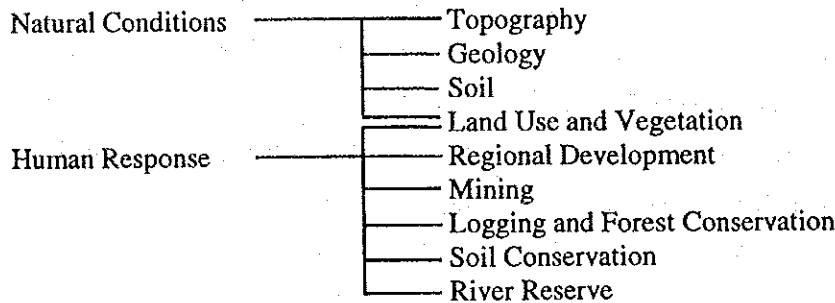 Natural Conditions Topography
Geology
Soil
Land Use and Vegetation
Human Response Regional Development
Mining
Logging and Forest Conservation
Soil Conservation
River Reserve